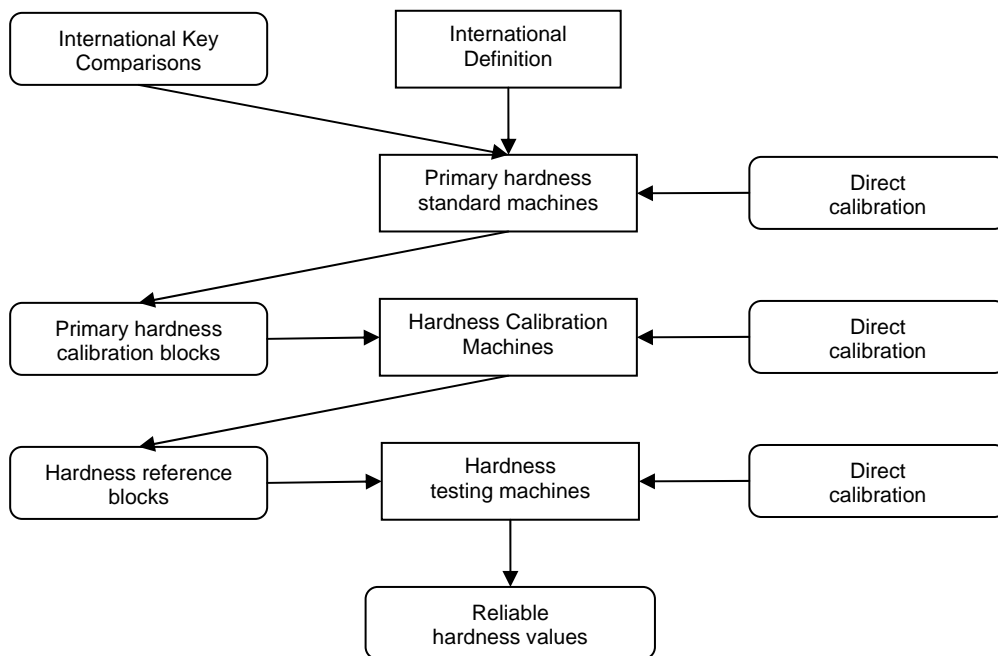 International Key
Comparisons
International
Definition
Primary hardness
standard machines
Direct
calibration
Primary hardness
calibration blocks
Hardness Calibration
Machines
Direct
calibration
Hardness reference
blocks
Hardness
testing machines
Direct
calibration
Reliable
hardness values